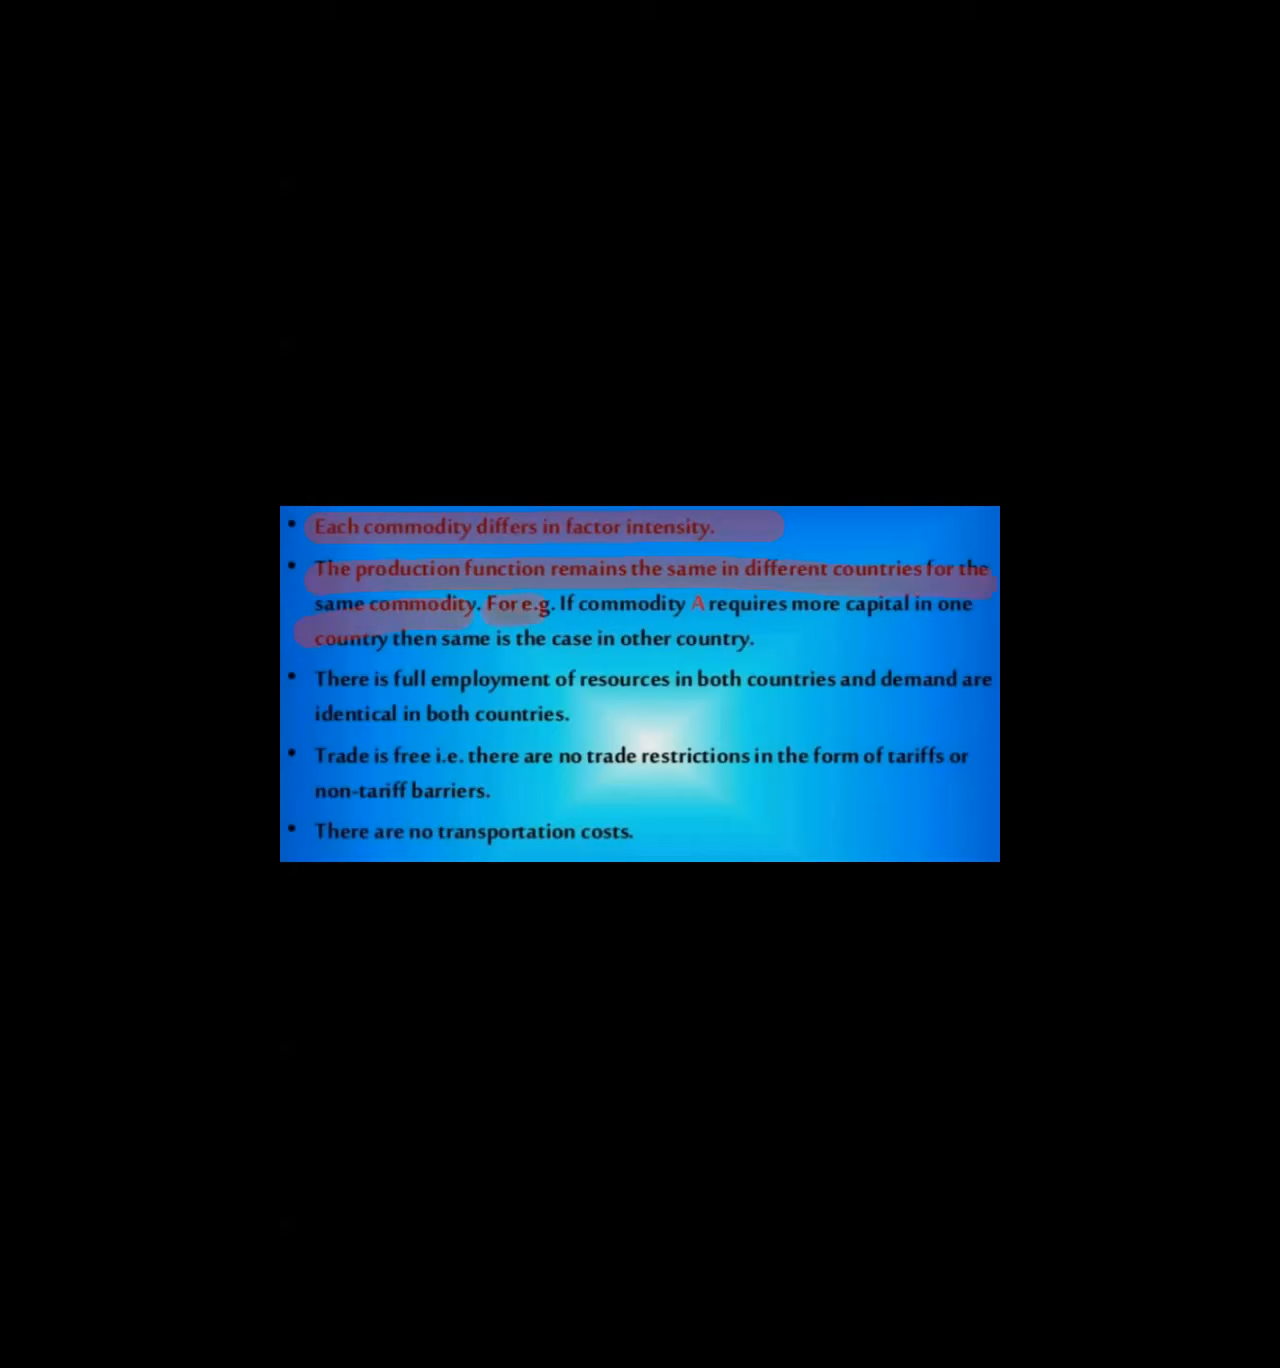 • Each commodity differs in factor intensity.
• The production function remains the same in different countries for the
same commodity. For e.g. If commodity A requires more capital in one
country then same is the case in other country.
• There is full employment of resources in both countries and demand are
identical in both countries.
• Trade is free i.e. there are no trade restrictions in the form of tariffs or
non-tariff barriers.
• There are no transportation costs.